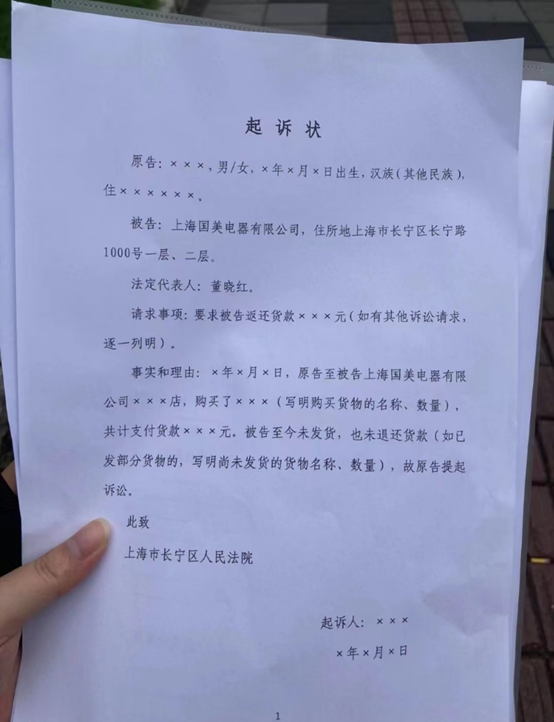 起诉状
原告：×××，男/女，×年×月×日出生，汉族（其他民族），
住××××××。
被告：上海国美电器有限公司，住所地上海市长宁区长宁路
1000号一层、二层。
法定代表人：董晓红。
请求事项：要求被告返还货款×××元（如有其他诉讼请求，
逐一列明）。
事实和理由：×年×月×日，原告至被告上海国美电器有限
公司×××店，购买了×××（写明购买货物的名称、数量），
共计支付货款×××元。被告至今未发货，也未退还货款（如已
发部分货物的，写明尚未发货的货物名称、数量），故原告提起
诉讼。
此致
上海市长宁区人民法院
起诉人：×××
×年×月×日
1